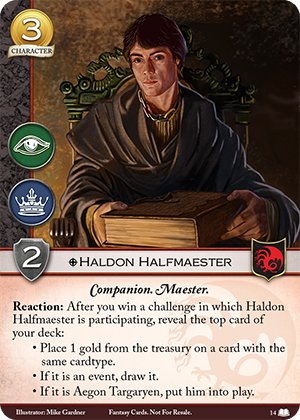 3
CHARACTER
2
HALDON HALFMAESTER
Companion. Maester.
Reaction: After you win a challenge in which Haldon
Halfmaester is participating, reveal the top card of
your deck:
• Place 1 gold from the treasury on a card with the
same cardtype.
• If it is an event, draw it.
• If it is Aegon Targaryen, put him into play.
Illustrator: Mike Gardner
Fantasy Cards. Not For Resale.
14